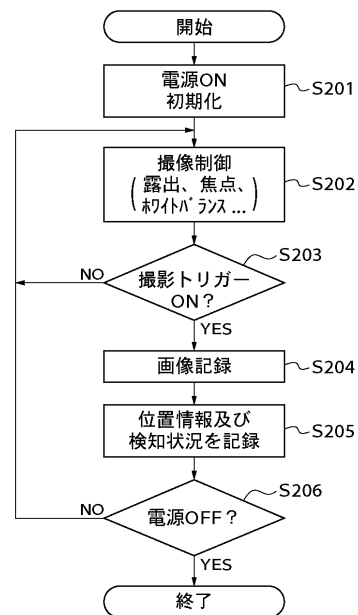 開始
電源ON
初期化
S201
撮像制御
(露出、焦点、
ﾎﾜｲﾄﾊﾞﾗﾝｽ...)
S202
S203
NO
撮影トリガー
ON？
YES
画像記録
S204
位置情報及び
検知状況を記録
S205
S206
NO
電源OFF？
YES
終了